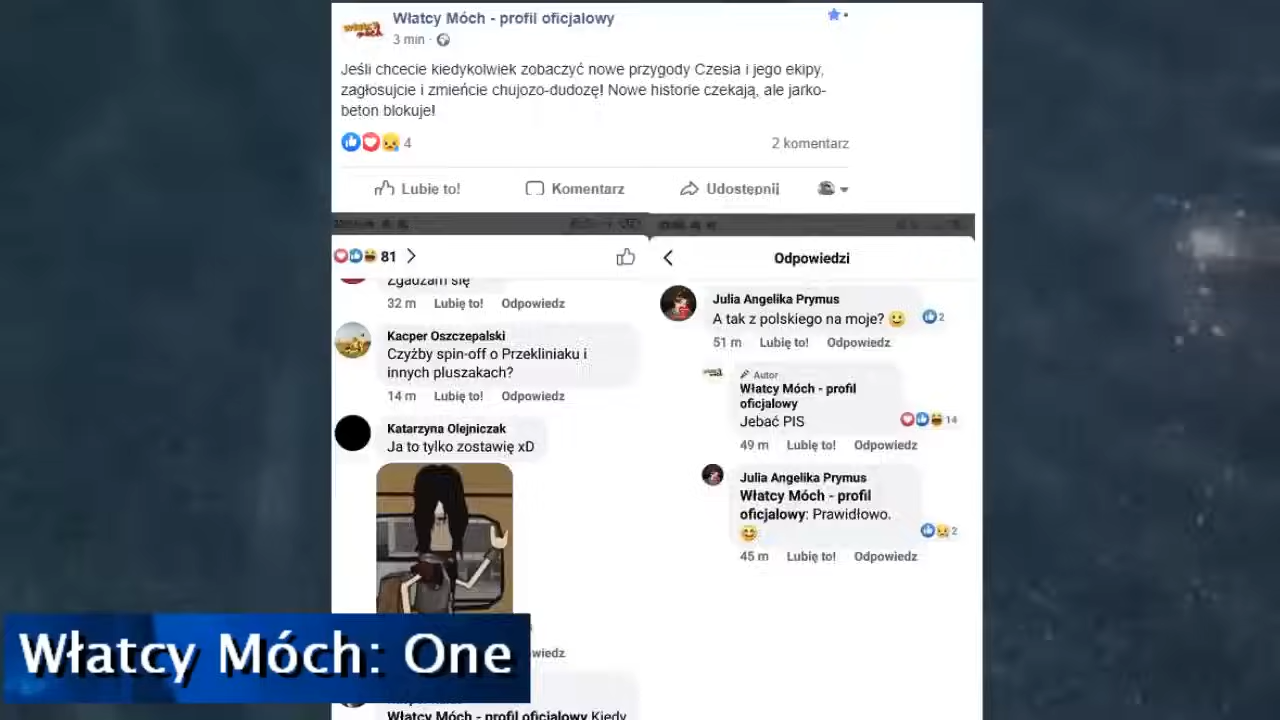 Włatcy Móch - profil oficjalowy
3 min
Jeśli chcecie kiedykolwiek zobaczyć nowe przygody Czesia i jego ekipy,
zagłosujcie i zmieńcie chujozo-dudozę! Nowe historie czekają, ale jarko-
beton blokuje!
4
2 komentarz
Lubię to!
Komentarz
Udostępnij
81
Zgadzam się
32 m Lubię to! Odpowiedz
Kacper Oszczepalski
Czyżby spin-off o Przekliniaku i
innych pluszakach?
14 m Lubię to! Odpowiedz
Katarzyna Olejniczak
Ja to tylko zostawię xD
Włatcy Móch - profil oficjalowy Kiedy
Odpowiedzi
Julia Angelika Prymus
A tak z polskiego na moje? 😀
2
51 m Lubię to! Odpowiedz
Autor
Włatcy Móch - profil
oficjalowy
Jebać PIS
14
49 m Lubię to! Odpowiedz
Julia Angelika Prymus
Włatcy Móch - profil
oficjalowy: Prawidłowo.
😇
2
45 m Lubię to! Odpowiedz
Włatcy Móch: One